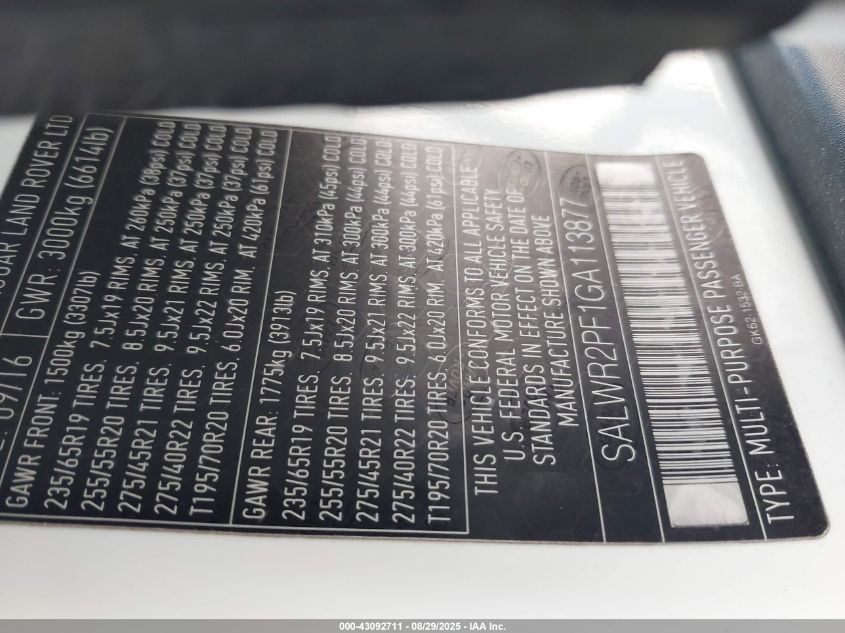 GUAR LAND ROVER LTD
09/16 GWR: 3000kg (6614lb)
GAWR FRONT: 1500kg (3307lb)
235/65R19 TIRES. 7.5Jx19 RIMS, AT 260kPa (38psi) COLD
255/55R20 TIRES. 8.5Jx20 RIMS, AT 250kPa (37psi) COLD
275/45R21 TIRES. 9.5Jx21 RIMS, AT 250kPa (37psi) COLD
275/40R22 TIRES: 9.5Jx22 RIMS, AT 250kPa (37psi) COLD
T195/70R20 TIRES. 6.0Jx20 RIM. AT 420kPa (61psi) COLD
GAWR REAR: 1775kg (3913lb)
235/65R19 TIRES: 7.5Jx19 RIMS, AT 310kPa (45psi) COLD
255/55R20 TIRES: 8.5Jx20 RIMS, AT 300kPa (44psi) COLD
275/45R21 TIRES: 9.5Jx21 RIMS, AT 300kPa (44psi) COLD
275/40R22 TIRES: 9.5Jx22 RIMS, AT 300kPa (44psi) COLD
T195/70R20 TIRES: 6.0Jx20 RIM. AT 420kPa (61psi) COLD
THIS VEHICLE CONFORMS TO ALL APPLICABLE
U.S. FEDERAL MOTOR VEHICLE SAFETY
STANDARDS IN EFFECT ON THE DATE OF
MANUFACTURE SHOWN ABOVE
SALWR2PF1GA113877
TYPE: MULTI-PURPOSE PASSENGER VEHICLE
GK62-1532-BA
000-43092711 - 08/29/2025 - IAA Inc.